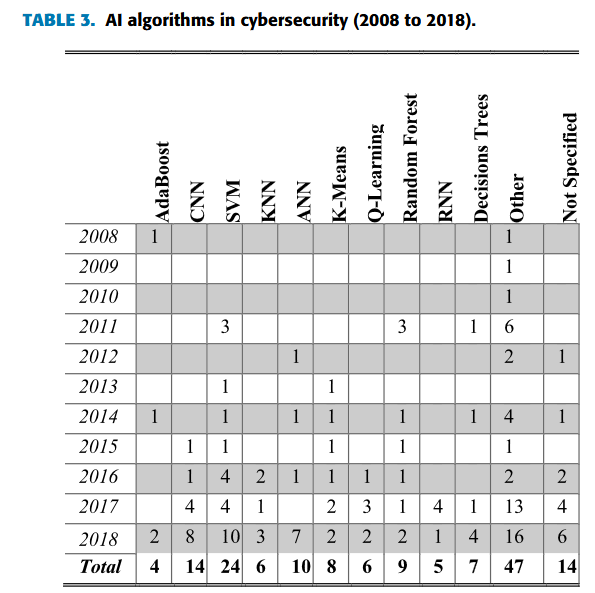 TABLE 3. AI algorithms in cybersecurity (2008 to 2018).
AdaBoost CNN SVM KNN ANN K-Means Q-Learning Random Forest RNN Decisions Trees Other Not Specified
2008 1 1
2009 1
2010 1
2011 3 3 1 6
2012 1 2 1
2013 1 1
2014 1 1 1 1 1 1 4 1
2015 1 1 1 1 1
2016 1 4 2 1 1 1 1 2 2
2017 4 4 1 2 3 1 4 1 13 4
2018 2 8 10 3 7 2 2 2 1 4 16 6
Total 4 14 24 6 10 8 6 9 5 7 47 14